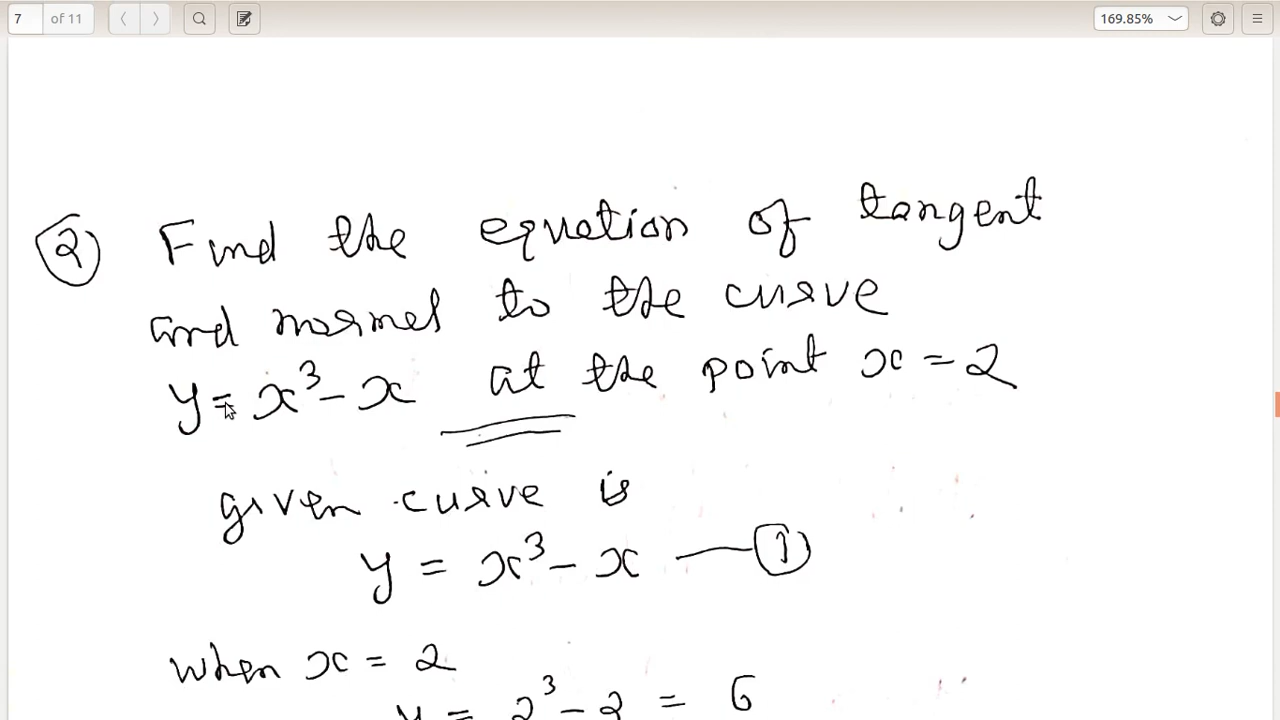 7 of 11
169.85%
2 Find the equation of tangent
and normel to the curve
y = x³ - x at the point x = 2
given curve is
y = x³ - x — 1
when x = 2
y = 2³ - 2 = 6